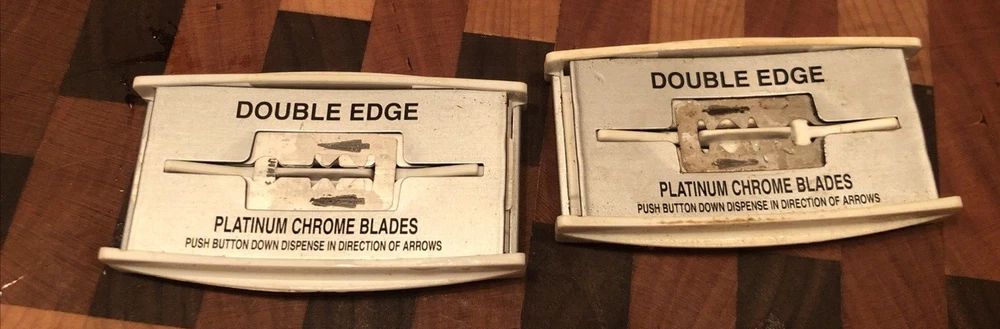 DOUBLE EDGE
PLATINUM CHROME BLADES
PUSH BUTTON DOWN DISPENSE IN DIRECTION OF ARROWS
DOUBLE EDGE
PLATINUM CHROME BLADES
PUSH BUTTON DOWN DISPENSE IN DIRECTION OF ARROWS